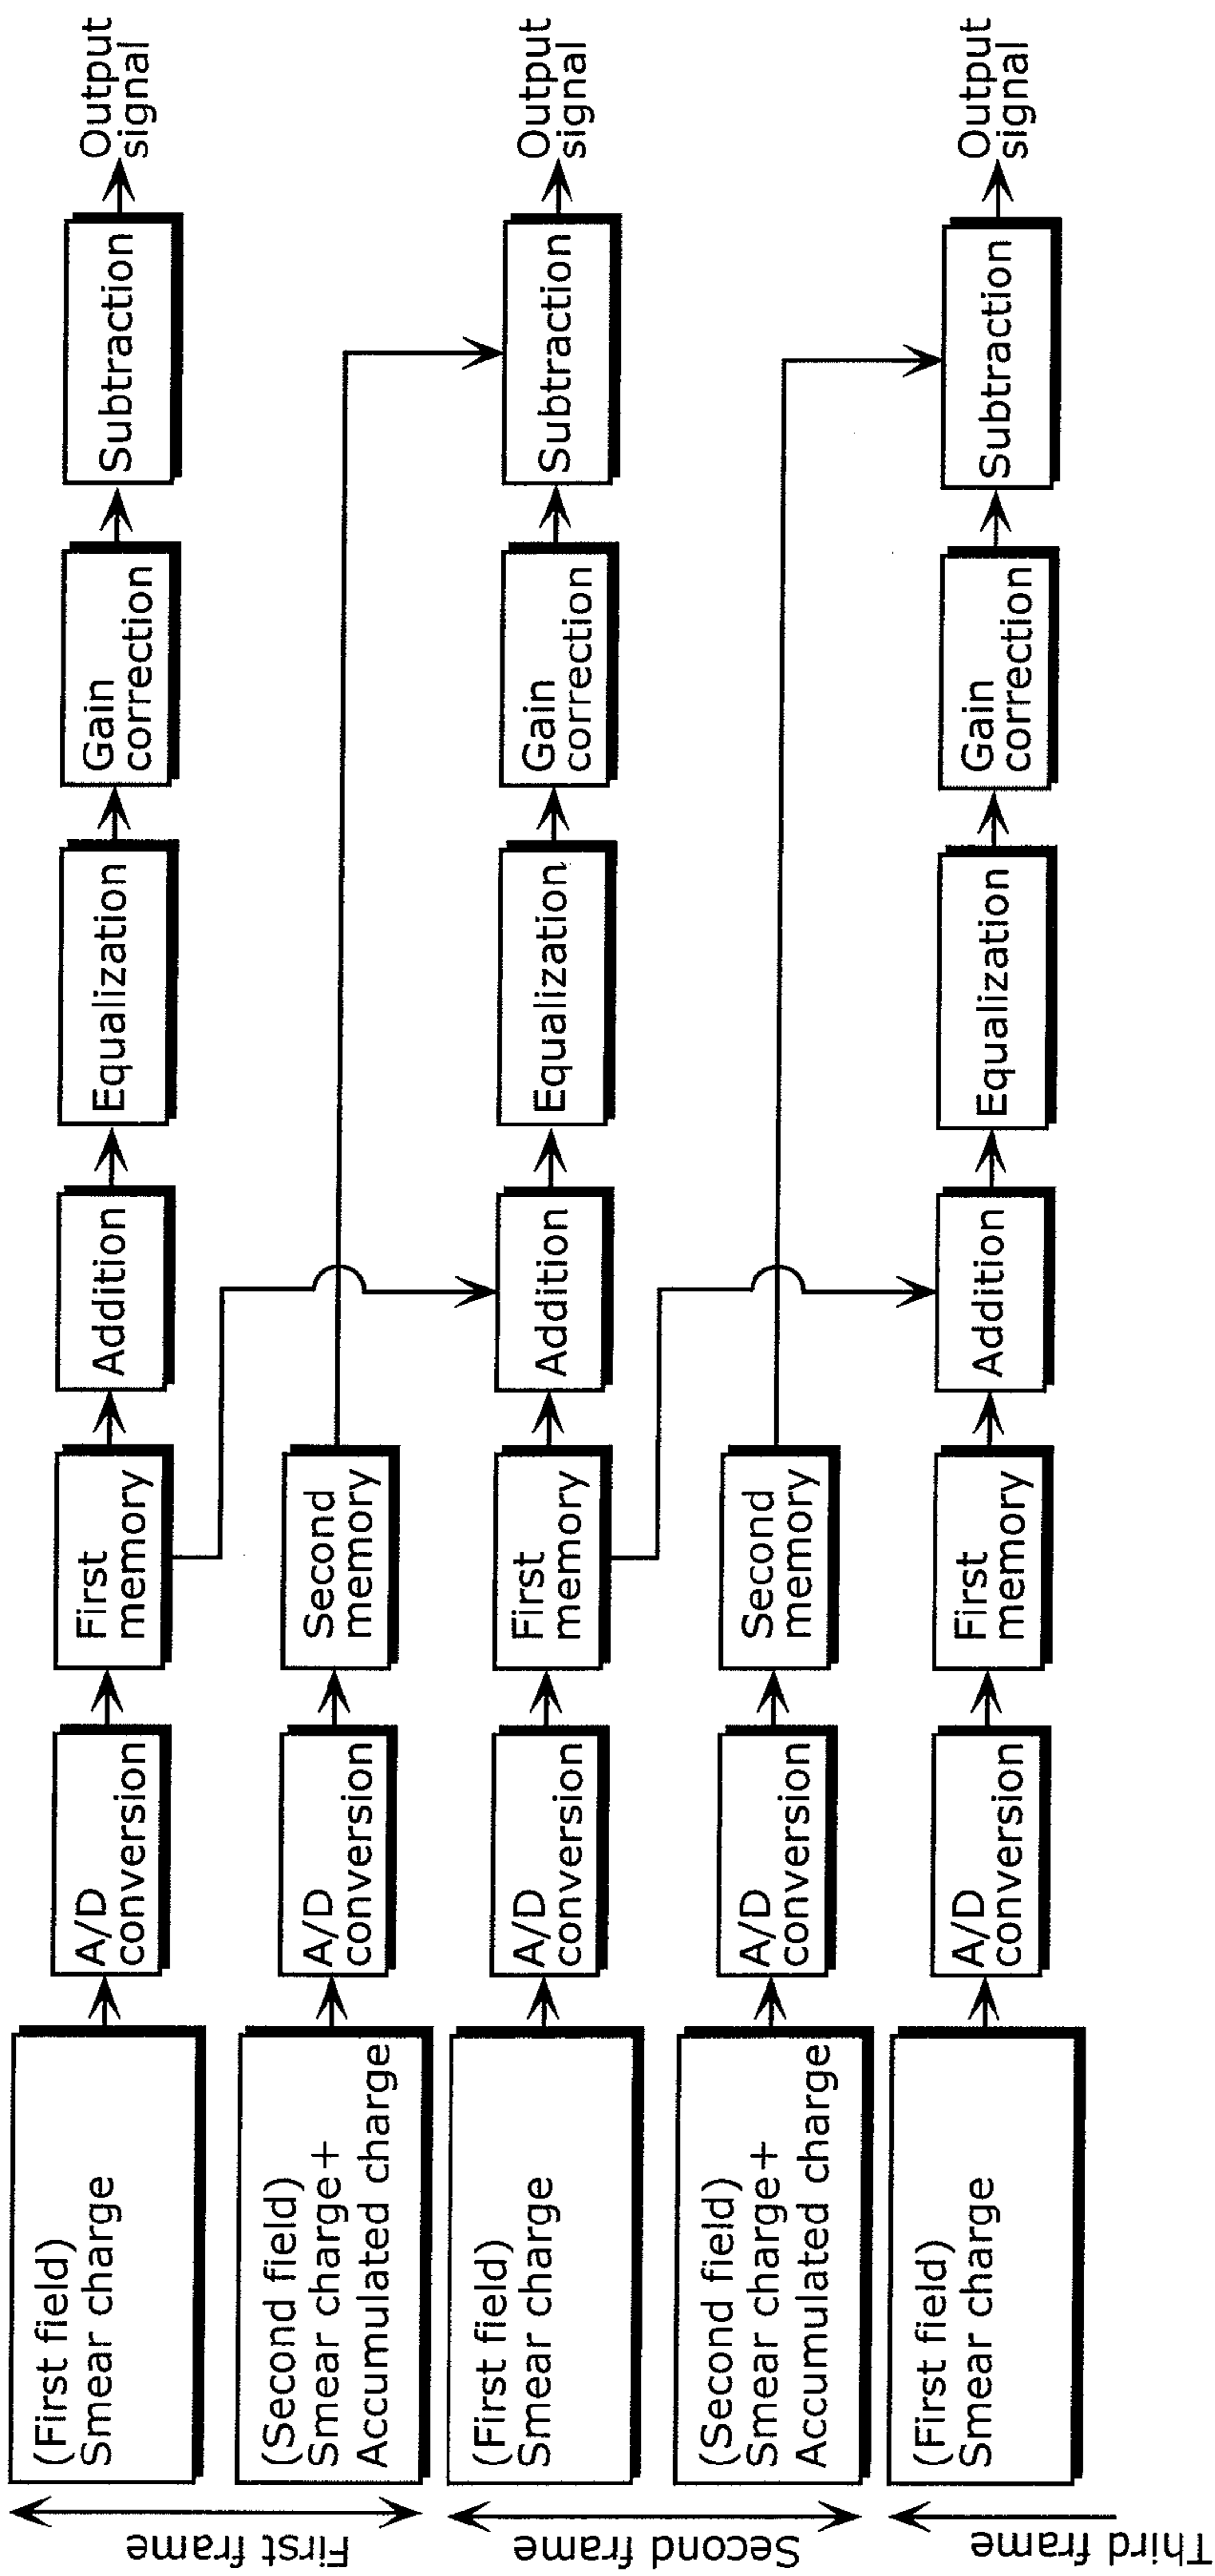 First frame
(First field)
Smear charge
A/D
conversion
First
memory
Addition
Equalization
Gain
correction
Subtraction
Output
signal
(Second field)
Smear charge+
Accumulated charge
A/D
conversion
Second
memory
Second frame
(First field)
Smear charge
A/D
conversion
First
memory
Addition
Equalization
Gain
correction
Subtraction
Output
signal
(Second field)
Smear charge+
Accumulated charge
A/D
conversion
Second
memory
Third frame
(First field)
Smear charge
A/D
conversion
First
memory
Addition
Equalization
Gain
correction
Subtraction
Output
signal